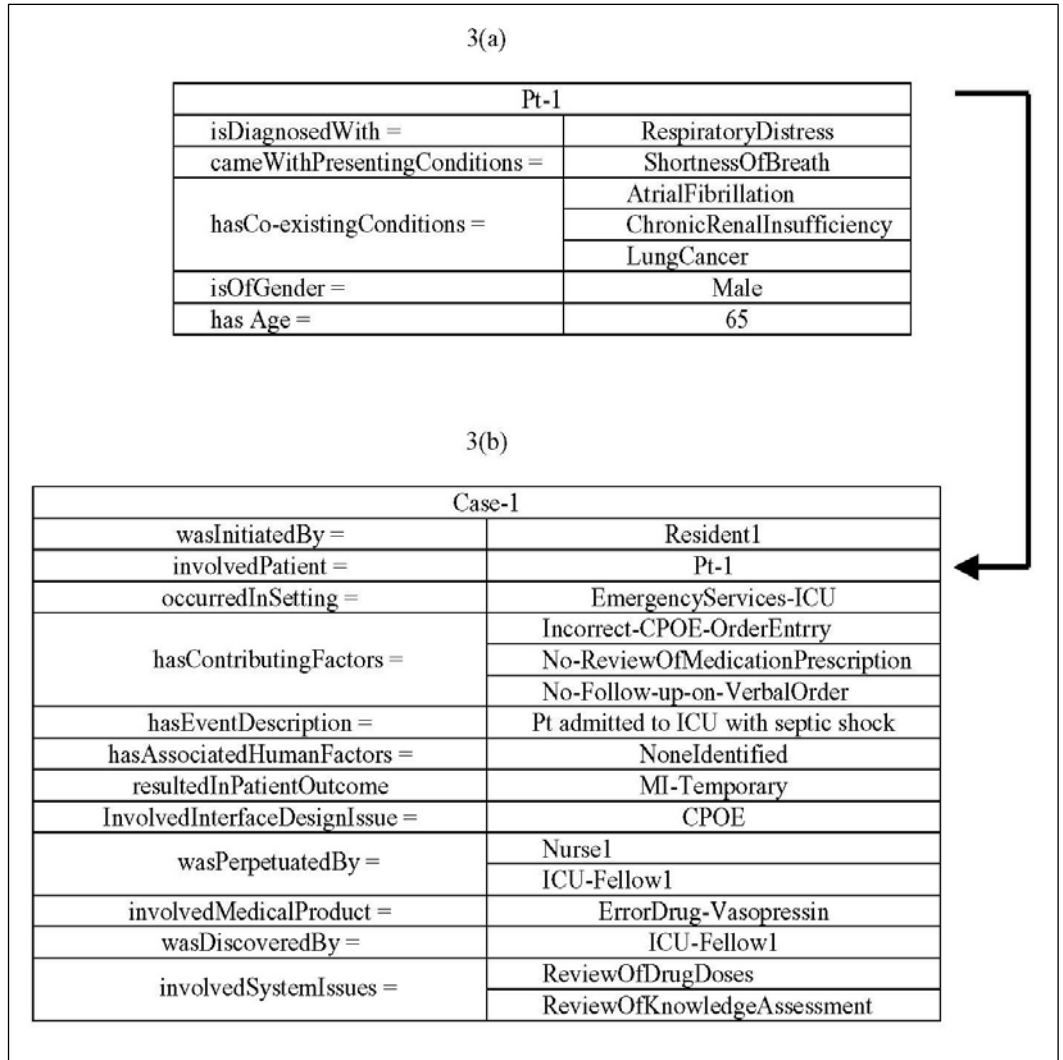 3(a)
Pt-1
isDiagnosedWith = RespiratoryDistress
cameWithPresentingConditions = ShortnessOfBreath
hasCo-existingConditions =
AtrialFibrillation
ChronicRenalInsufficiency
LungCancer
isOfGender = Male
has Age = 65
3(b)
Case-1
wasInitiatedBy = Resident1
involvedPatient = Pt-1
occurredInSetting = EmergencyServices-ICU
hasContributingFactors =
Incorrect-CPOE-OrderEntrry
No-ReviewOfMedicationPrescription
No-Follow-up-on-VerbalOrder
hasEventDescription = Pt admitted to ICU with septic shock
hasAssociatedHumanFactors = NoneIdentified
resultedInPatientOutcome MI-Temporary
InvolvedInterfaceDesignIssue = CPOE
wasPerpetuatedBy =
Nurse1
ICU-Fellow1
involvedMedicalProduct = ErrorDrug-Vasopressin
wasDiscoveredBy = ICU-Fellow1
involvedSystemIssues =
ReviewOfDrugDoses
ReviewOfKnowledgeAssessment